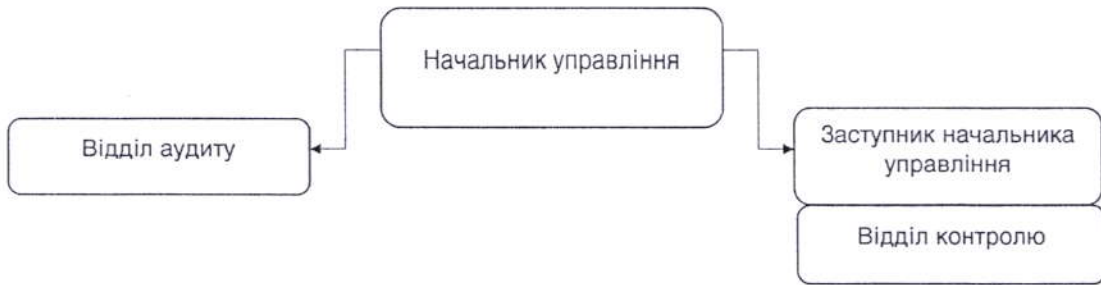 Начальник управління
Відділ аудиту
Заступник начальника
управління
Відділ контролю